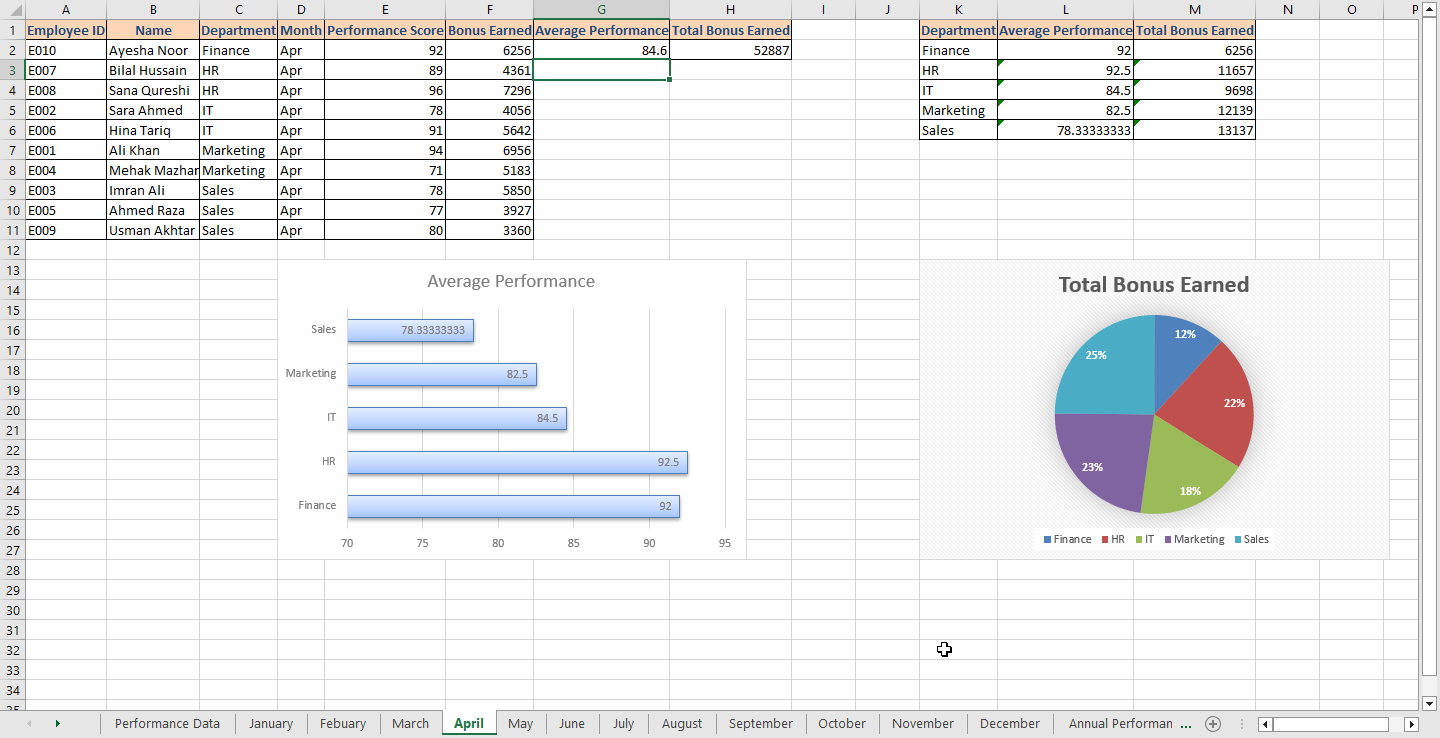 A B C D E F G H I J K L M N O P
1 Employee ID Name Department Month Performance Score Bonus Earned Average Performance Total Bonus Earned Department Average Performance Total Bonus Earned
2 E010 Ayesha Noor Finance Apr 92 6256 84.6 52887 Finance 92 6256
3 E007 Bilal Hussain HR Apr 89 4361 HR 92.5 11657
4 E008 Sana Qureshi HR Apr 96 7296 IT 84.5 9698
5 E002 Sara Ahmed IT Apr 78 4056 Marketing 82.5 12139
6 E006 Hina Tariq IT Apr 91 5642 Sales 78.33333333 13137
7 E001 Ali Khan Marketing Apr 94 6956
8 E004 Mehak Mazhar Marketing Apr 71 5183
9 E003 Imran Ali Sales Apr 78 5850
10 E005 Ahmed Raza Sales Apr 77 3927
11 E009 Usman Akhtar Sales Apr 80 3360
12
13
14
15
16
17
18
19
20
21
22
23
24
25
26
27
28
29
30
31
32
33
34
35
Average Performance
Sales 78.33333333
Marketing 82.5
IT 84.5
HR 92.5
Finance 92
70 75 80 85 90 95
Total Bonus Earned
12%
25%
22%
23%
18%
Finance HR IT Marketing Sales
Performance Data January Febuary March April May June July August September October November December Annual Performan ...